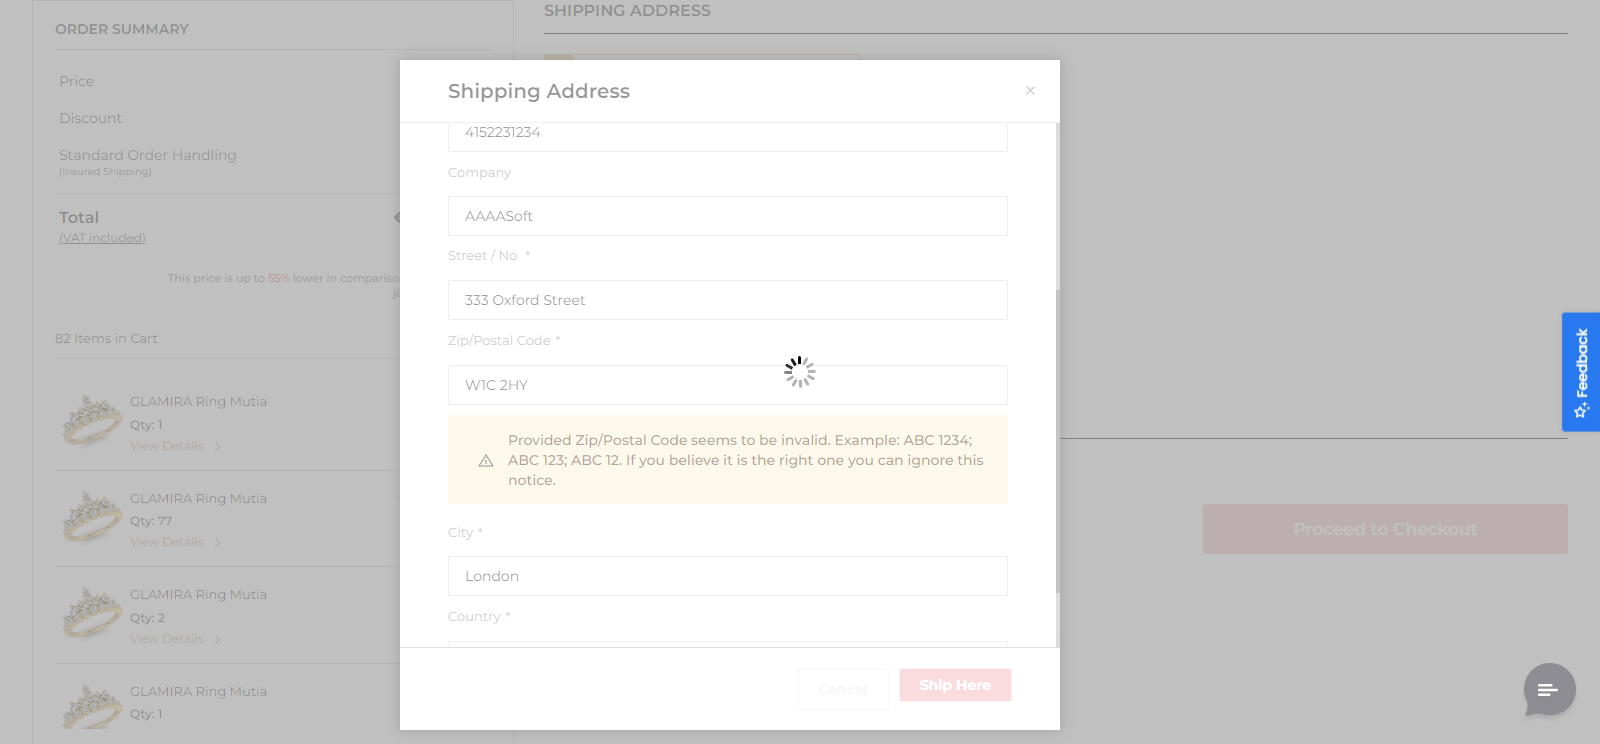 ORDER SUMMARY
Price
Discount
Standard Order Handling
(Insured Shipping)
Total
(VAT included)
This price is up to 55% lower in
82 Items in Cart
GLAMIRA Ring Mutia
Qty: 1
View Details
GLAMIRA Ring Mutia
Qty: 77
View Details
GLAMIRA Ring Mutia
Qty: 2
View Details
GLAMIRA Ring Mutia
Qty: 1
SHIPPING ADDRESS
Shipping Address
×
4152231234
Company
AAAASoft
Street / No *
333 Oxford Street
Zip/Postal Code *
W1C 2HY
Provided Zip/Postal Code seems to be invalid. Example: ABC 1234;
ABC 123; ABC 12. If you believe it is the right one you can ignore this
notice.
City *
London
Country *
Cancel
Ship Here
Proceed to Checkout
Feedback